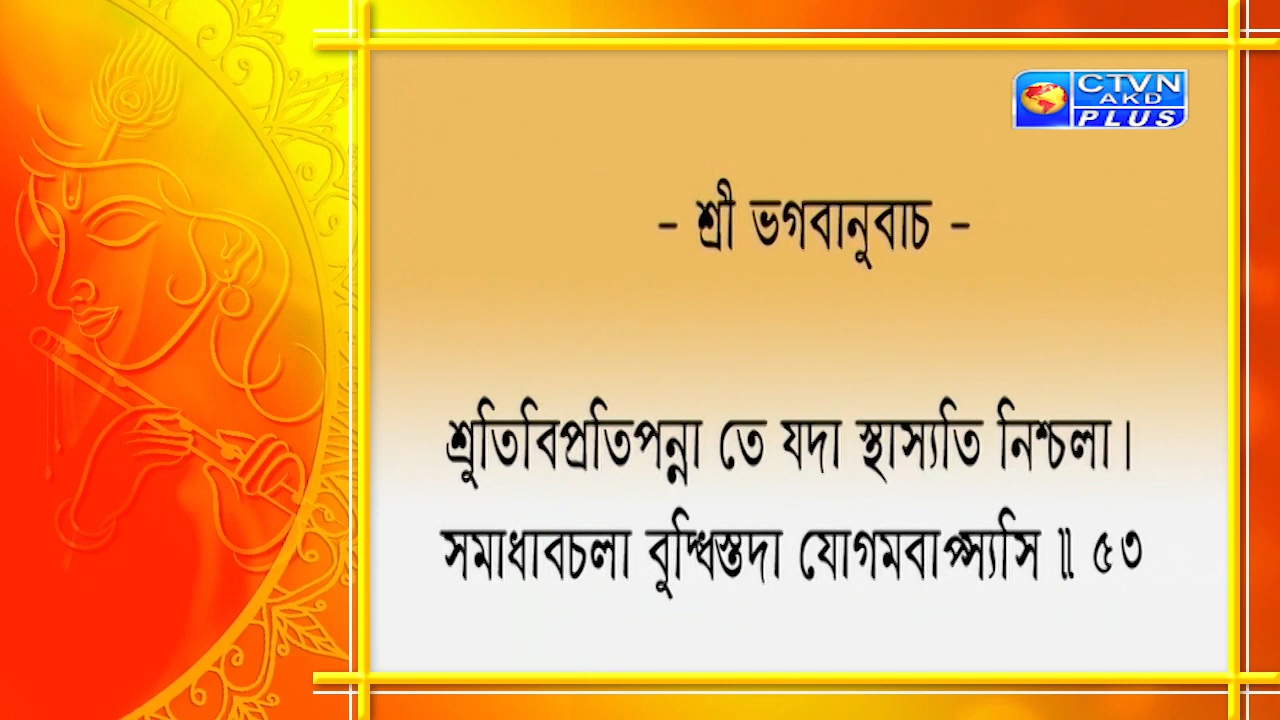 CTVN
AKD
PLUS
- শ্রী ভগবানুবাচ -
শ্রুতিবিপ্রতিপন্না তে যদা স্থাস্যতি নিশ্চলা।
সমাধাবচলা বুদ্ধিস্তদা যোগমবাপ্স্যসি ॥ ৫৩